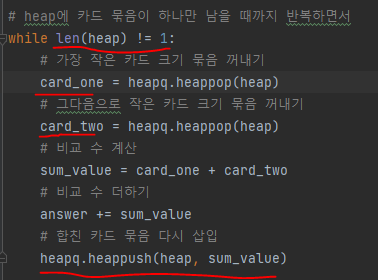 # heap에 카드 묶음이 하나만 남을 때까지 반복하면서
while len(heap) != 1:
# 가장 작은 카드 크기 묶음 꺼내기
card_one = heapq.heappop(heap)
# 그다음으로 작은 카드 크기 묶음 꺼내기
card_two = heapq.heappop(heap)
# 비교 수 계산
sum_value = card_one + card_two
# 비교 수 더하기
answer += sum_value
# 합친 카드 묶음 다시 삽입
heapq.heappush(heap, sum_value)